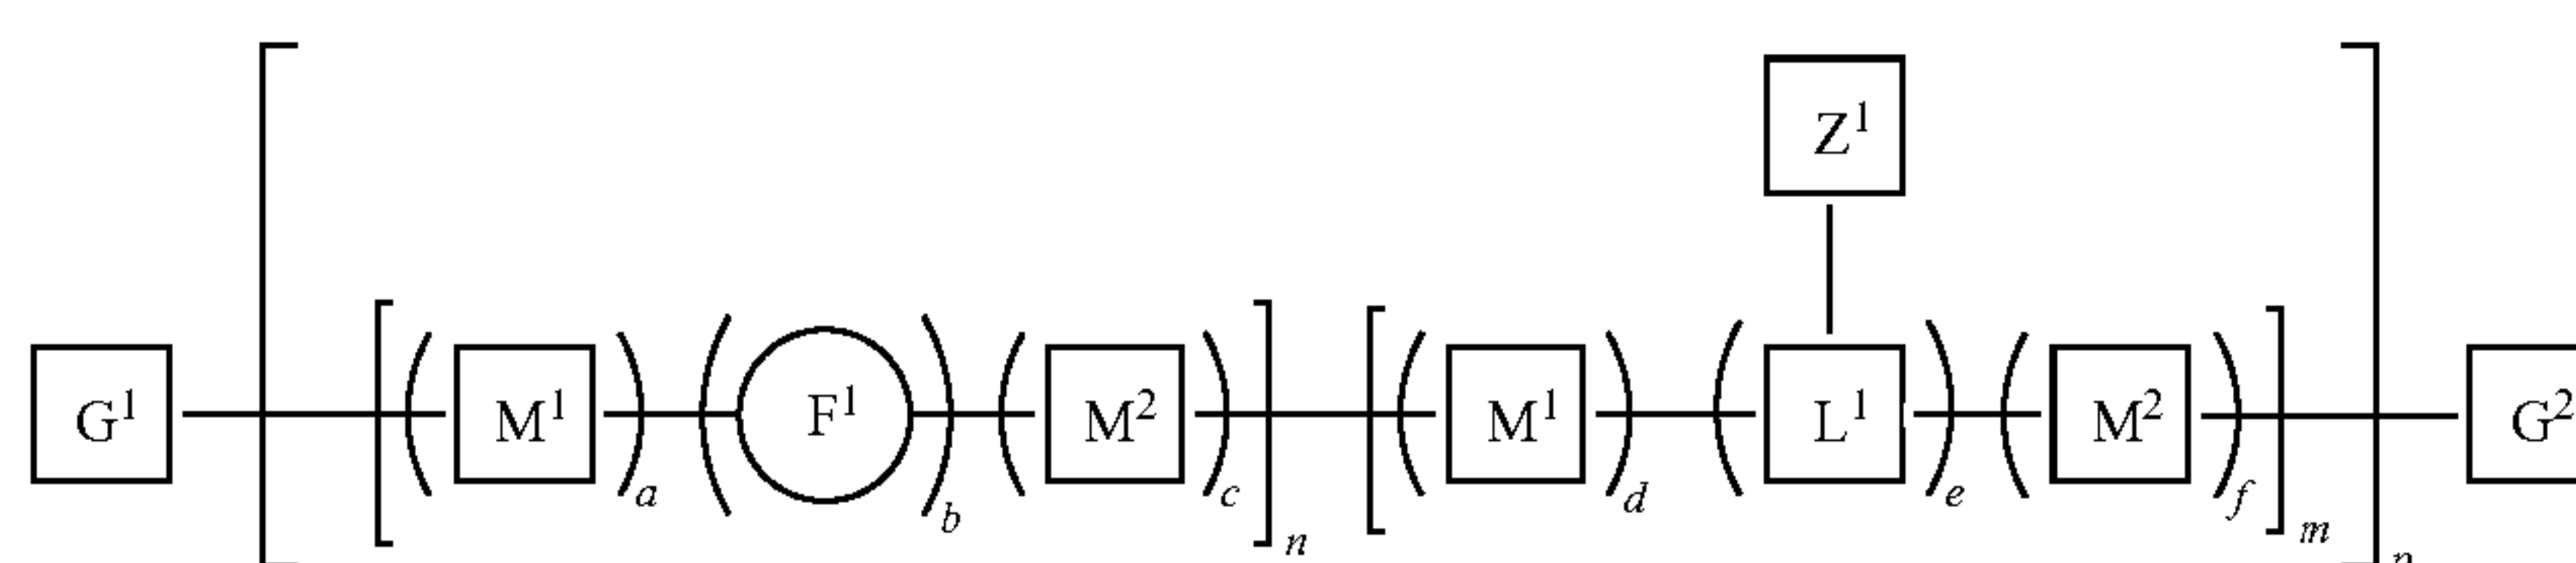 Z¹
G¹ [ [ ( M¹ )a ( F¹ )b ( M² )c ]n [ ( M¹ )d ( L¹ )e ( M² )f ]m ] G²